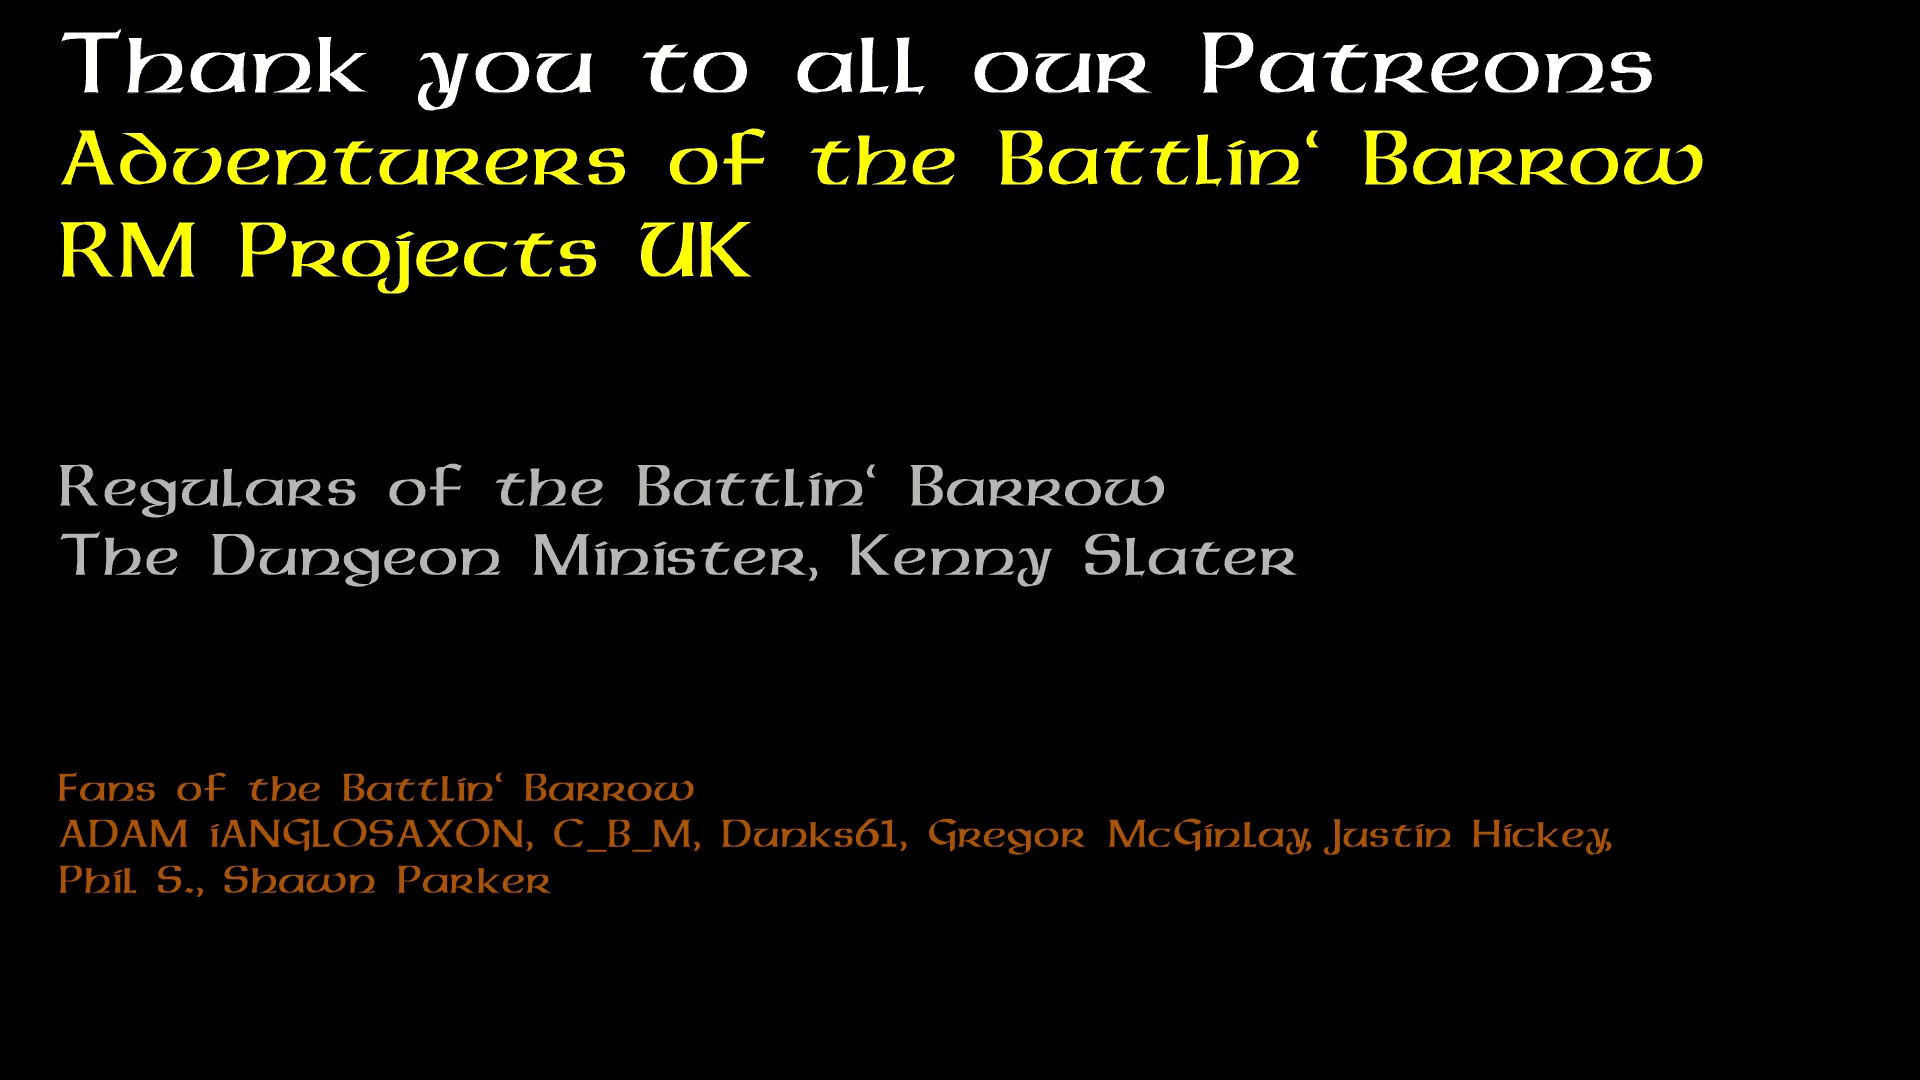 Thank you to all our Patreons
Adventurers of the Battlin‘ Barrow
RM Projects UK
Regulars of the Battlin‘ Barrow
The Dungeon Minister, Kenny Slater
Fans of the Battlin‘ Barrow
ADAM iANGLOSAXON, C_B_M, Dunks61, Gregor McGinlay, Justin Hickey,
Phil S., Shawn Parker